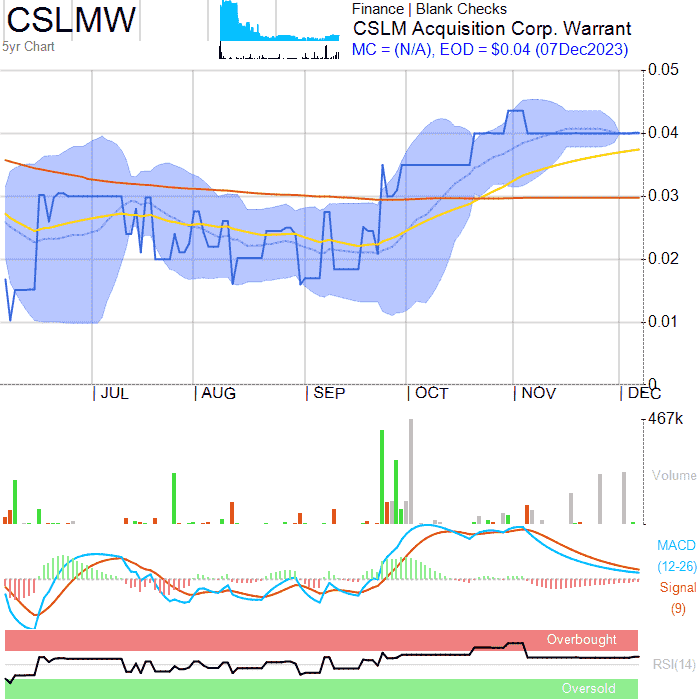 CSLMW
5yr Chart
Finance | Blank Checks
CSLM Acquisition Corp. Warrant
MC = (N/A), EOD = $0.04 (07Dec2023)
0.05
0.04
0.03
0.02
0.01
0
JUL AUG SEP OCT NOV DEC
467k
Volume
MACD
(12-26)
Signal
(9)
Overbought
RSI(14)
Oversold